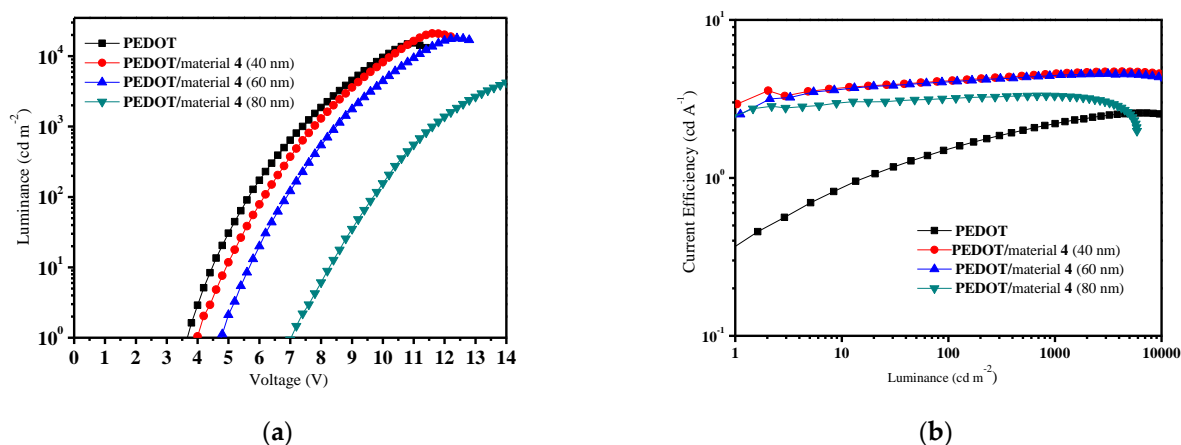 PEDOT
PEDOT/material 4 (40 nm)
PEDOT/material 4 (60 nm)
PEDOT/material 4 (80 nm)
Luminance (cd m-2)
10^4
10^3
10^2
10^1
10^0
0 1 2 3 4 5 6 7 8 9 10 11 12 13 14
Voltage (V)
(a)
Current Efficiency (cd A-1)
10^1
10^0
10^-1
PEDOT
PEDOT/material 4 (40 nm)
PEDOT/material 4 (60 nm)
PEDOT/material 4 (80 nm)
1 10 100 1000 10000
Luminance (cd m-2)
(b)